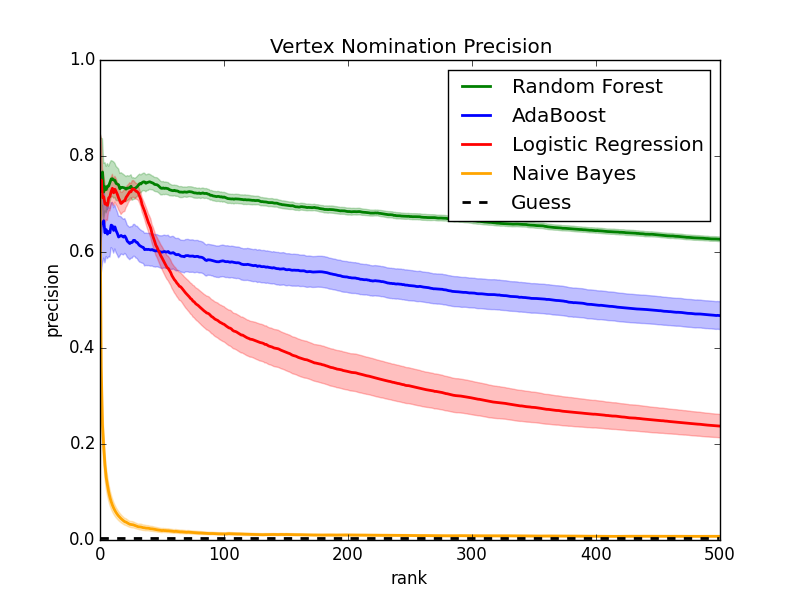 Vertex Nomination Precision
1.0
0.8
0.6
0.4
0.2
0.0
precision
Random Forest
AdaBoost
Logistic Regression
Naive Bayes
Guess
0 100 200 300 400 500
rank